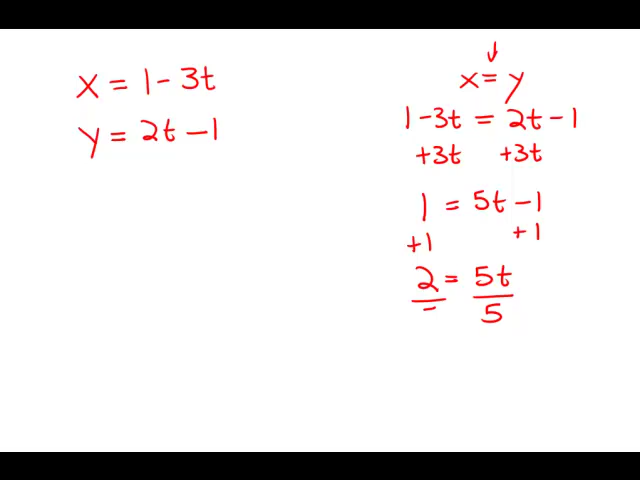 x = 1 - 3t
y = 2t - 1
x = y
1 - 3t = 2t - 1
+3t +3t
1 = 5t - 1
+1 +1
2 = 5t
5